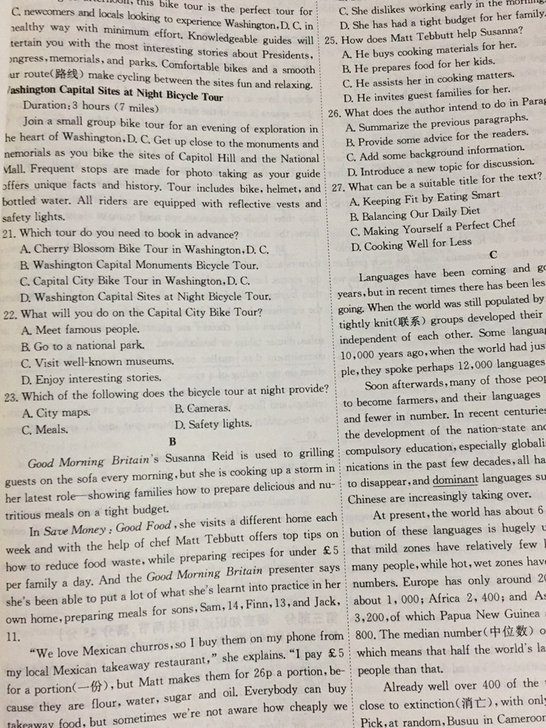 this bike tour is the perfect tour for
C. newcomers and locals looking to experience Washington, D. C. in
healthy way with minimum effort. Knowledgeable guides will
tertain you with the most interesting stories about Presidents,
ongress, memorials, and parks. Comfortable bikes and a smooth
ur route(路线) make cycling between the sites fun and relaxing.
ashington Capital Sites at Night Bicycle Tour
Duration: 3 hours (7 miles)
Join a small group bike tour for an evening of exploration in
he heart of Washington, D. C. Get up close to the monuments and
memorials as you bike the sites of Capitol Hill and the National
Mall. Frequent stops are made for photo taking as your guide
offers unique facts and history. Tour includes bike, helmet, and
bottled water. All riders are equipped with reflective vests and
safety lights.
21. Which tour do you need to book in advance?
A. Cherry Blossom Bike Tour in Washington, D. C.
B. Washington Capital Monuments Bicycle Tour.
C. Capital City Bike Tour in Washington, D. C.
D. Washington Capital Sites at Night Bicycle Tour.
22. What will you do on the Capital City Bike Tour?
A. Meet famous people.
B. Go to a national park.
C. Visit well-known museums.
D. Enjoy interesting stories.
23. Which of the following does the bicycle tour at night provide?
A. City maps. B. Cameras.
C. Meals. D. Safety lights.
B
Good Morning Britain's Susanna Reid is used to grilling
guests on the sofa every morning, but she is cooking up a storm in
her latest role—showing families how to prepare delicious and nu-
tritious meals on a tight budget.
In Save Money: Good Food, she visits a different home each
week and with the help of chef Matt Tebbutt offers top tips on
how to reduce food waste, while preparing recipes for under £5
per family a day. And the Good Morning Britain presenter says
she's been able to put a lot of what she's learnt into practice in her
own home, preparing meals for sons, Sam, 14, Finn, 13, and Jack,
11.
"We love Mexican churros, so I buy them on my phone from
my local Mexican takeaway restaurant," she explains. "I pay £5
for a portion(一份), but Matt makes them for 26p a portion, be-
cause they are flour, water, sugar and oil. Everybody can buy
takeaway food, but sometimes we're not aware how cheaply we
C. She dislikes working early in the morning.
D. She has had a tight budget for her family.
25. How does Matt Tebbutt help Susanna?
A. He buys cooking materials for her.
B. He prepares food for her kids.
C. He assists her in cooking matters.
D. He invites guest families for her.
26. What does the author intend to do in Parag
A. Summarize the previous paragraphs.
B. Provide some advice for the readers.
C. Add some background information.
D. Introduce a new topic for discussion.
27. What can be a suitable title for the text?
A. Keeping Fit by Eating Smart
B. Balancing Our Daily Diet
C. Making Yourself a Perfect Chef
D. Cooking Well for Less
C
Languages have been coming and go
years, but in recent times there has been les
going. When the world was still populated by
tightly knit(联系) groups developed their
independent of each other. Some languag
10,000 years ago, when the world had jus
ple, they spoke perhaps 12,000 languages
Soon afterwards, many of those peop
to become farmers, and their languages
and fewer in number. In recent centuries
the development of the nation-state and
compulsory education, especially globali
nications in the past few decades, all ha
to disappear, and dominant languages su
Chinese are increasingly taking over.
At present, the world has about 6
bution of these languages is hugely u
that mild zones have relatively few l
many people, while hot, wet zones have
numbers. Europe has only around 20
about 1,000; Africa 2,400; and As
3,200, of which Papua New Guinea
800. The median number(中位数) o
which means that half the world's la
people than that.
Already well over 400 of the
close to extinction(消亡), with only
Pick, at random, Busuu in Cameroon